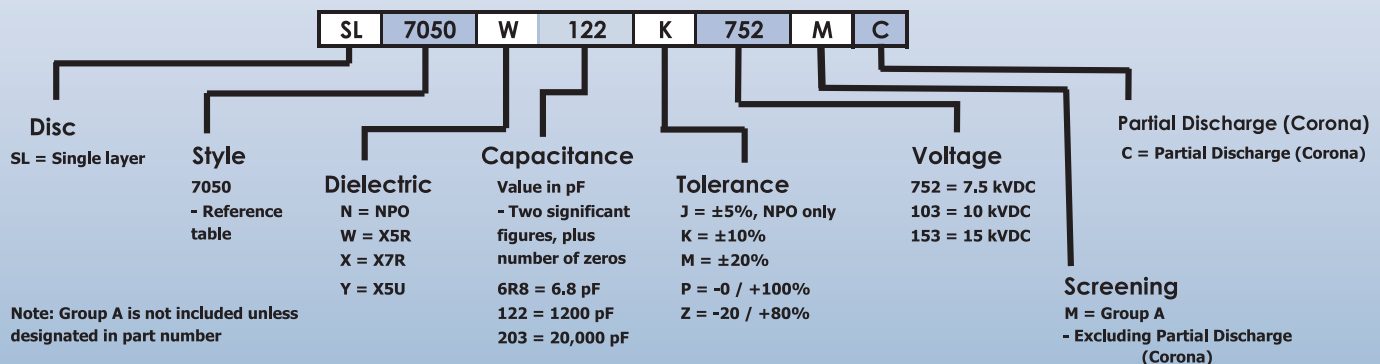 SL 7050 W 122 K 752 M C
Disc
SL = Single layer
Style
7050
- Reference
table
Dielectric
N = NPO
W = X5R
X = X7R
Y = X5U
Capacitance
Value in pF
- Two significant
figures, plus
number of zeros
6R8 = 6.8 pF
122 = 1200 pF
203 = 20,000 pF
Tolerance
J = ±5%, NPO only
K = ±10%
M = ±20%
P = -0 / +100%
Z = -20 / +80%
Voltage
752 = 7.5 kVDC
103 = 10 kVDC
153 = 15 kVDC
Screening
M = Group A
- Excluding Partial Discharge
(Corona)
Partial Discharge (Corona)
C = Partial Discharge (Corona)
Note: Group A is not included unless
designated in part number